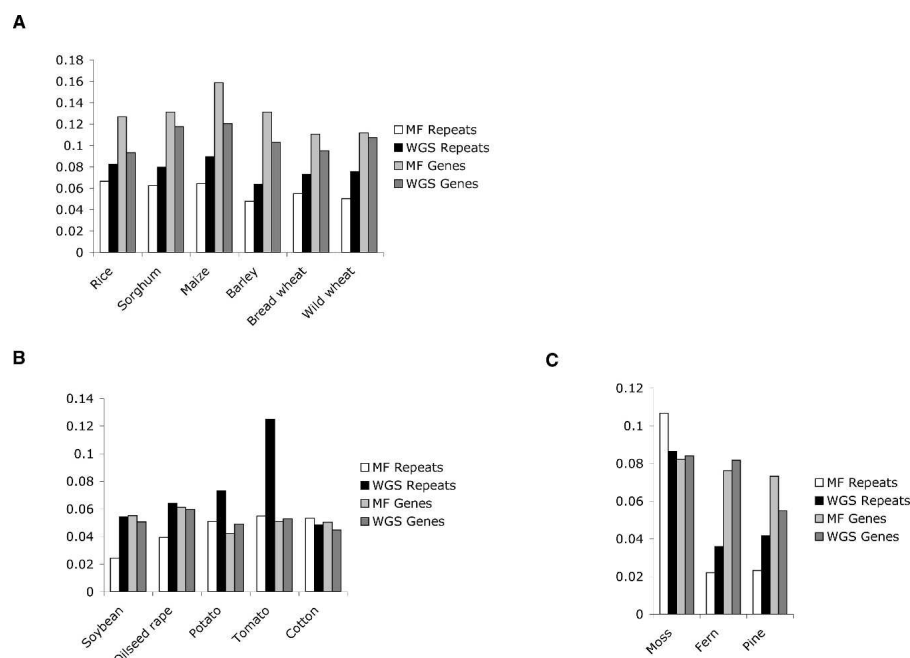 A
0.18
0.16
0.14
0.12
0.1
0.08
0.06
0.04
0.02
0
Rice
Sorghum
Maize
Barley
Bread wheat
Wild wheat
MF Repeats
WGS Repeats
MF Genes
WGS Genes
B
0.14
0.12
0.1
0.08
0.06
0.04
0.02
0
Soybean
Oilseed rape
Potato
Tomato
Cotton
MF Repeats
WGS Repeats
MF Genes
WGS Genes
C
0.12
0.1
0.08
0.06
0.04
0.02
0
Moss
Fern
Pine
MF Repeats
WGS Repeats
MF Genes
WGS Genes